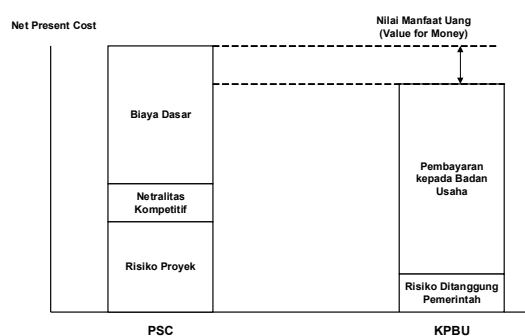 Net Present Cost
Nilai Manfaat Uang
(Value for Money)
Biaya Dasar
Netralitas
Kompetitif
Risiko Proyek
Pembayaran
kepada Badan
Usaha
Risiko Ditanggung
Pemerintah
PSC
KPBU